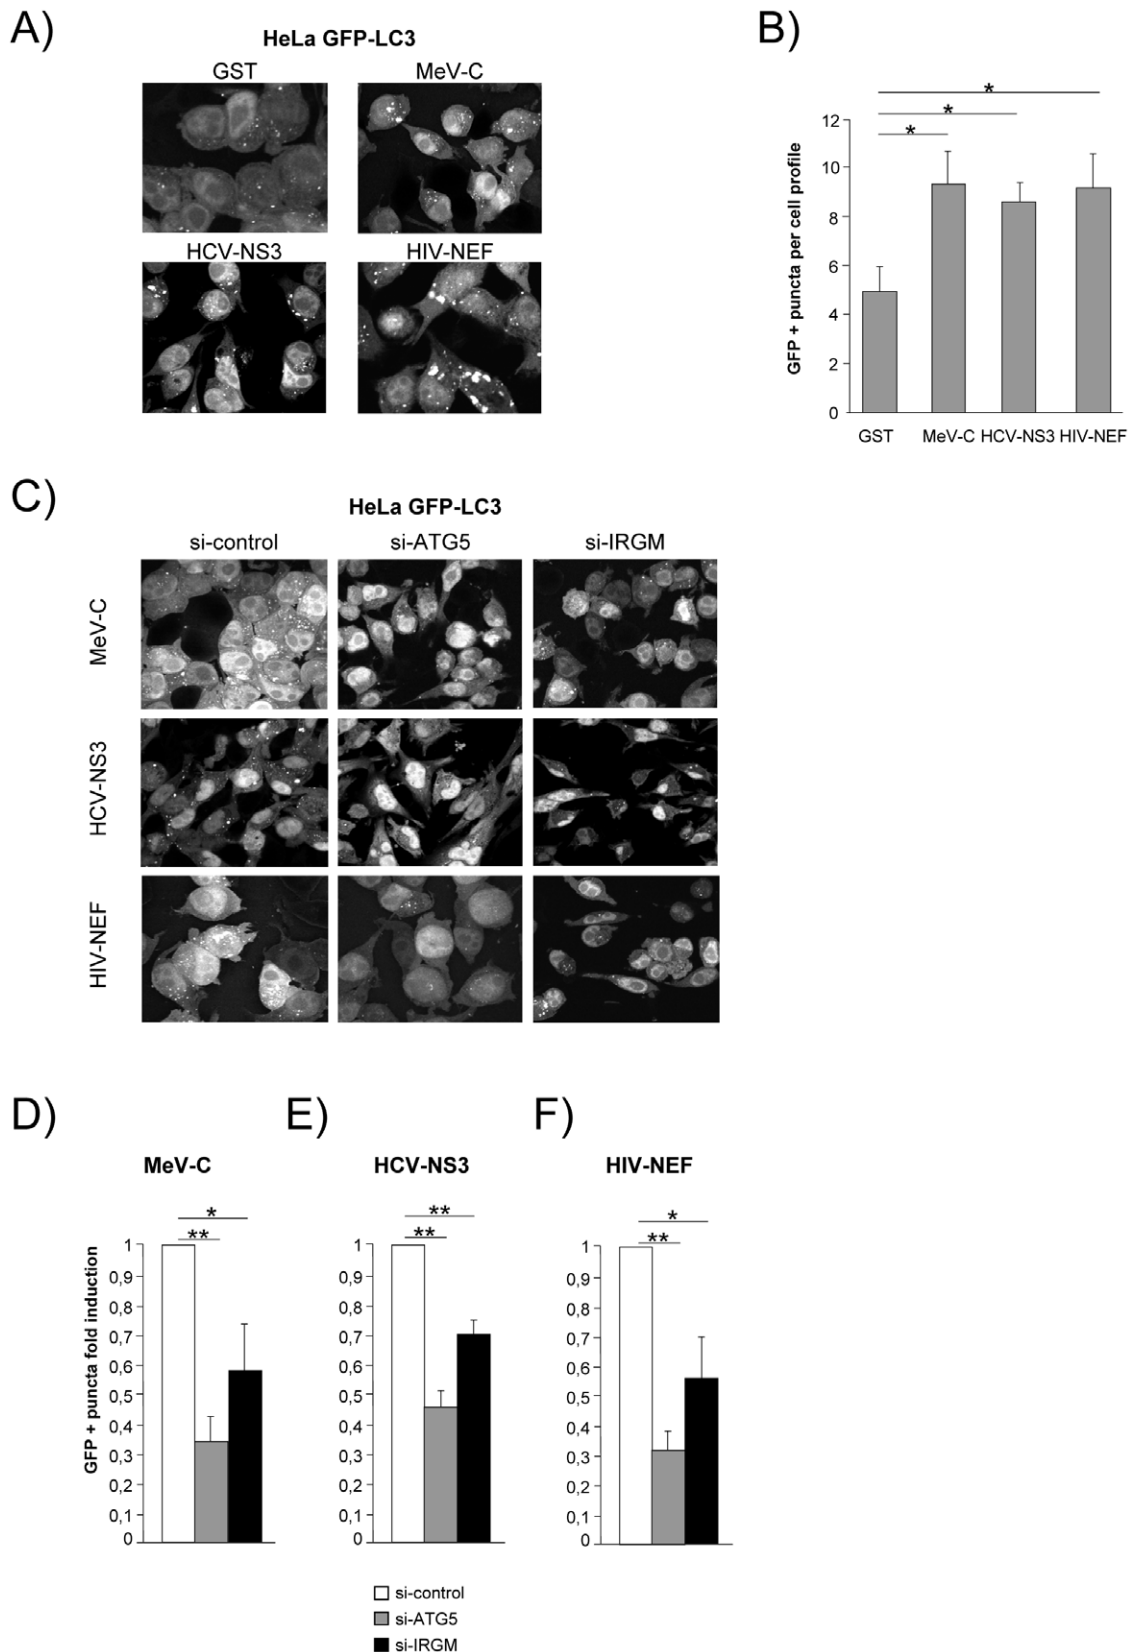 A)
HeLa GFP-LC3
GST
MeV-C
HCV-NS3
HIV-NEF
B)
GFP + puncta per cell profile
*
*
*
12
10
8
6
4
2
0
GST
MeV-C
HCV-NS3
HIV-NEF
C)
HeLa GFP-LC3
si-control
si-ATG5
si-IRGM
MeV-C
HCV-NS3
HIV-NEF
D)
MeV-C
GFP + puncta fold induction
*
**
1
0,9
0,8
0,7
0,6
0,5
0,4
0,3
0,2
0,1
0
E)
HCV-NS3
**
**
1
0,9
0,8
0,7
0,6
0,5
0,4
0,3
0,2
0,1
0
F)
HIV-NEF
*
**
1
0,9
0,8
0,7
0,6
0,5
0,4
0,3
0,2
0,1
0
si-control
si-ATG5
si-IRGM